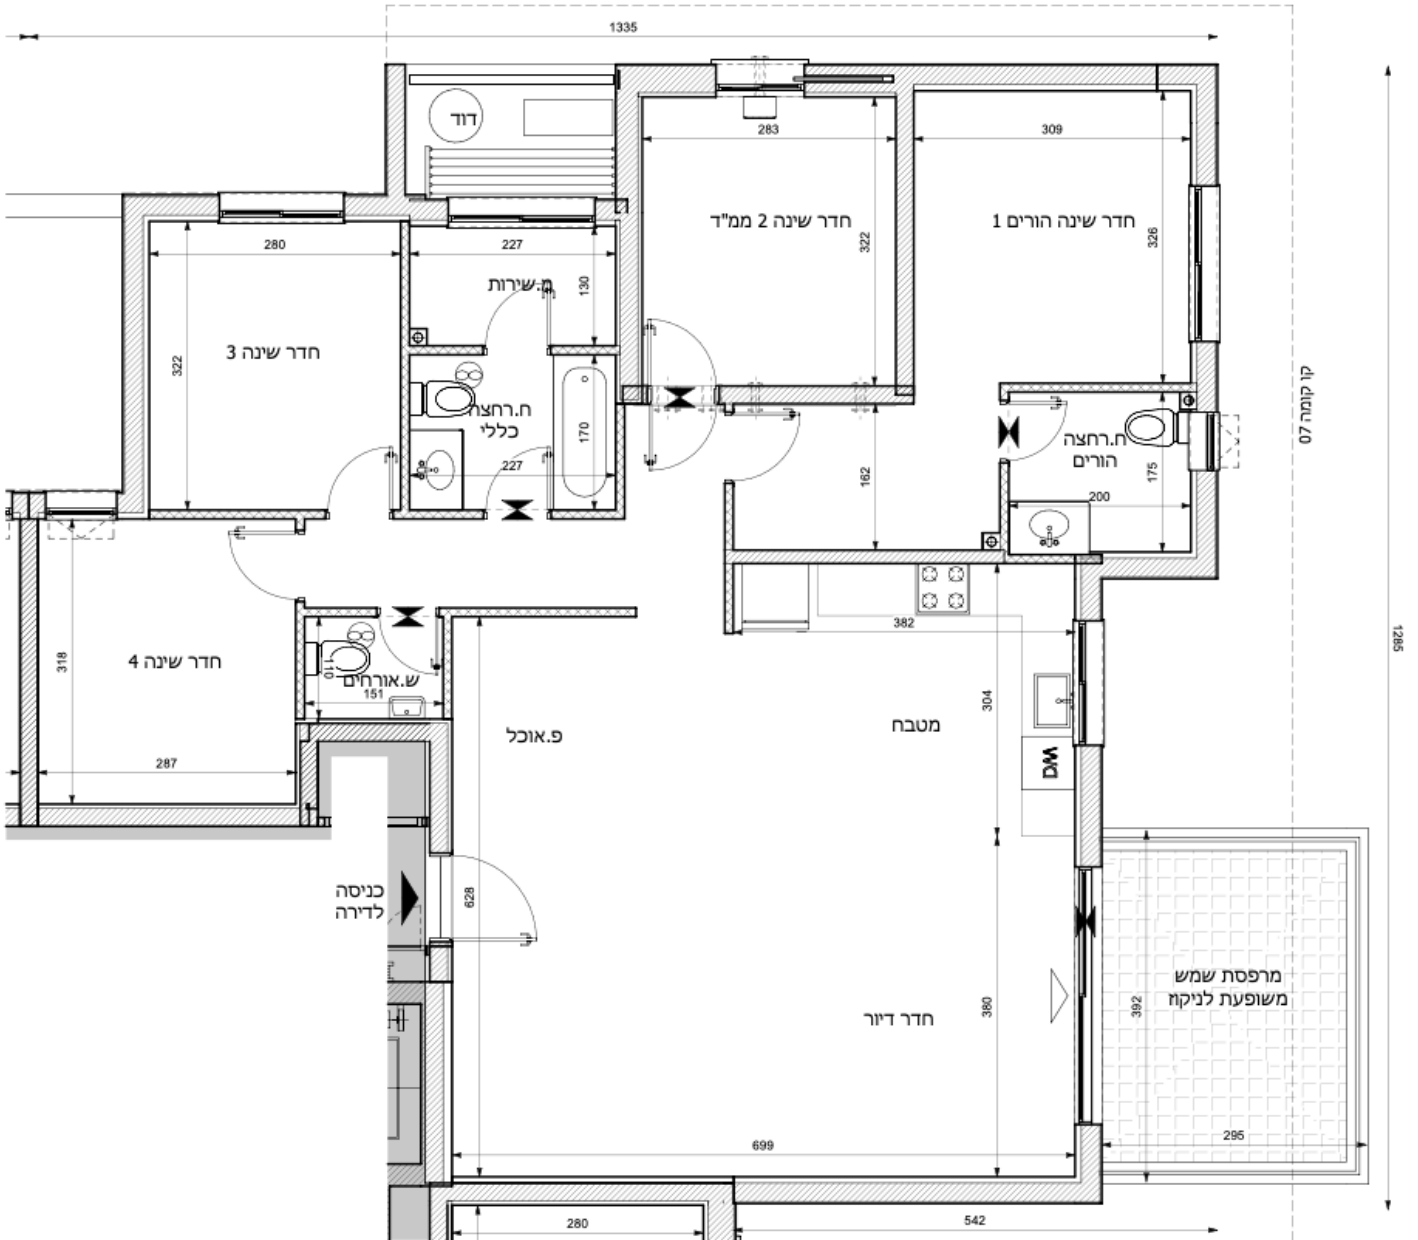 1335
דוד
283
309
חדר שינה 2 ממ"ד
חדר שינה הורים 1
322
326
280
227
מ.שירות
130
חדר שינה 3
322
ח.רחצה
כללי
170
227
קו קומה 07
ח.רחצה
הורים
175
200
162
1285
382
318
חדר שינה 4
110
ש.אורחים
151
287
פ.אוכל
מטבח
304
DW
כניסה
לדירה
628
מרפסת שמש
משופעת לניקוז
392
חדר דיור
380
699
295
280
542